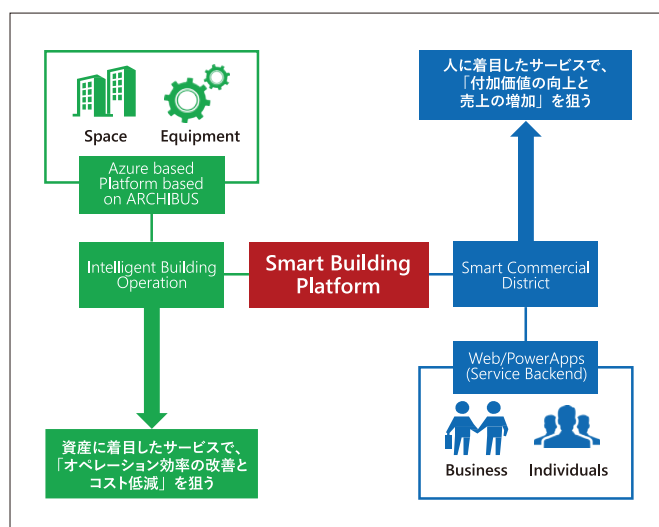 Space
Equipment
Azure based
Platform based
on ARCHIBUS
Intelligent Building
Operation
資産に着目したサービスで、
「オペレーション効率の改善と
コスト低減」を狙う
Smart Building
Platform
人に着目したサービスで、
「付加価値の向上と
売上の増加」を狙う
Smart Commercial
District
Web/PowerApps
(Service Backend)
Business
Individuals